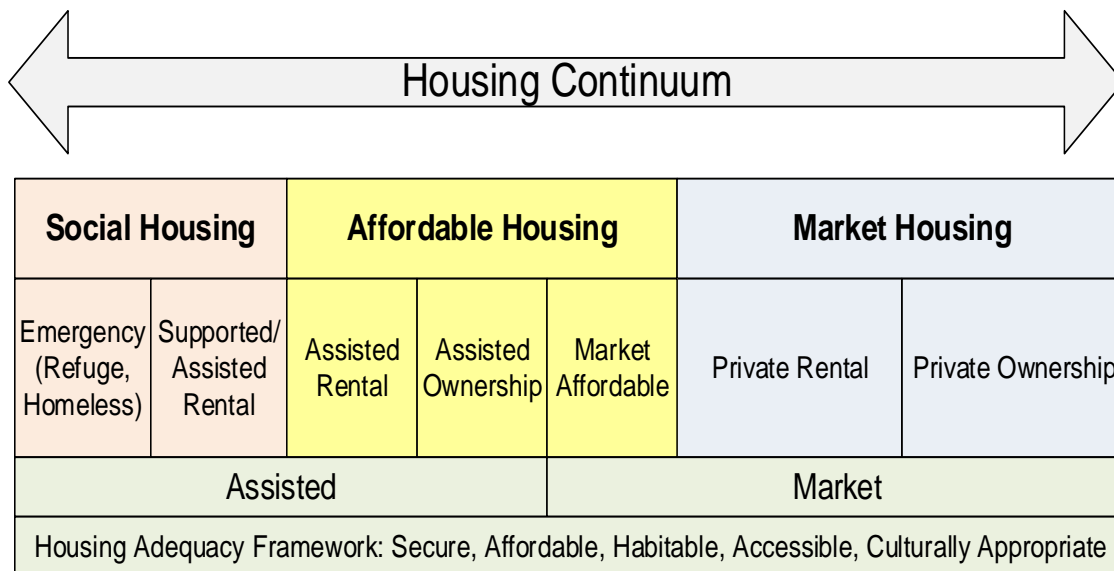 Housing Continuum
Social Housing
Affordable Housing
Market Housing
Emergency
(Refuge,
Homeless)
Supported/
Assisted
Rental
Assisted
Rental
Assisted
Ownership
Market
Affordable
Private Rental
Private Ownership
Assisted
Market
Housing Adequacy Framework: Secure, Affordable, Habitable, Accessible, Culturally Appropriate